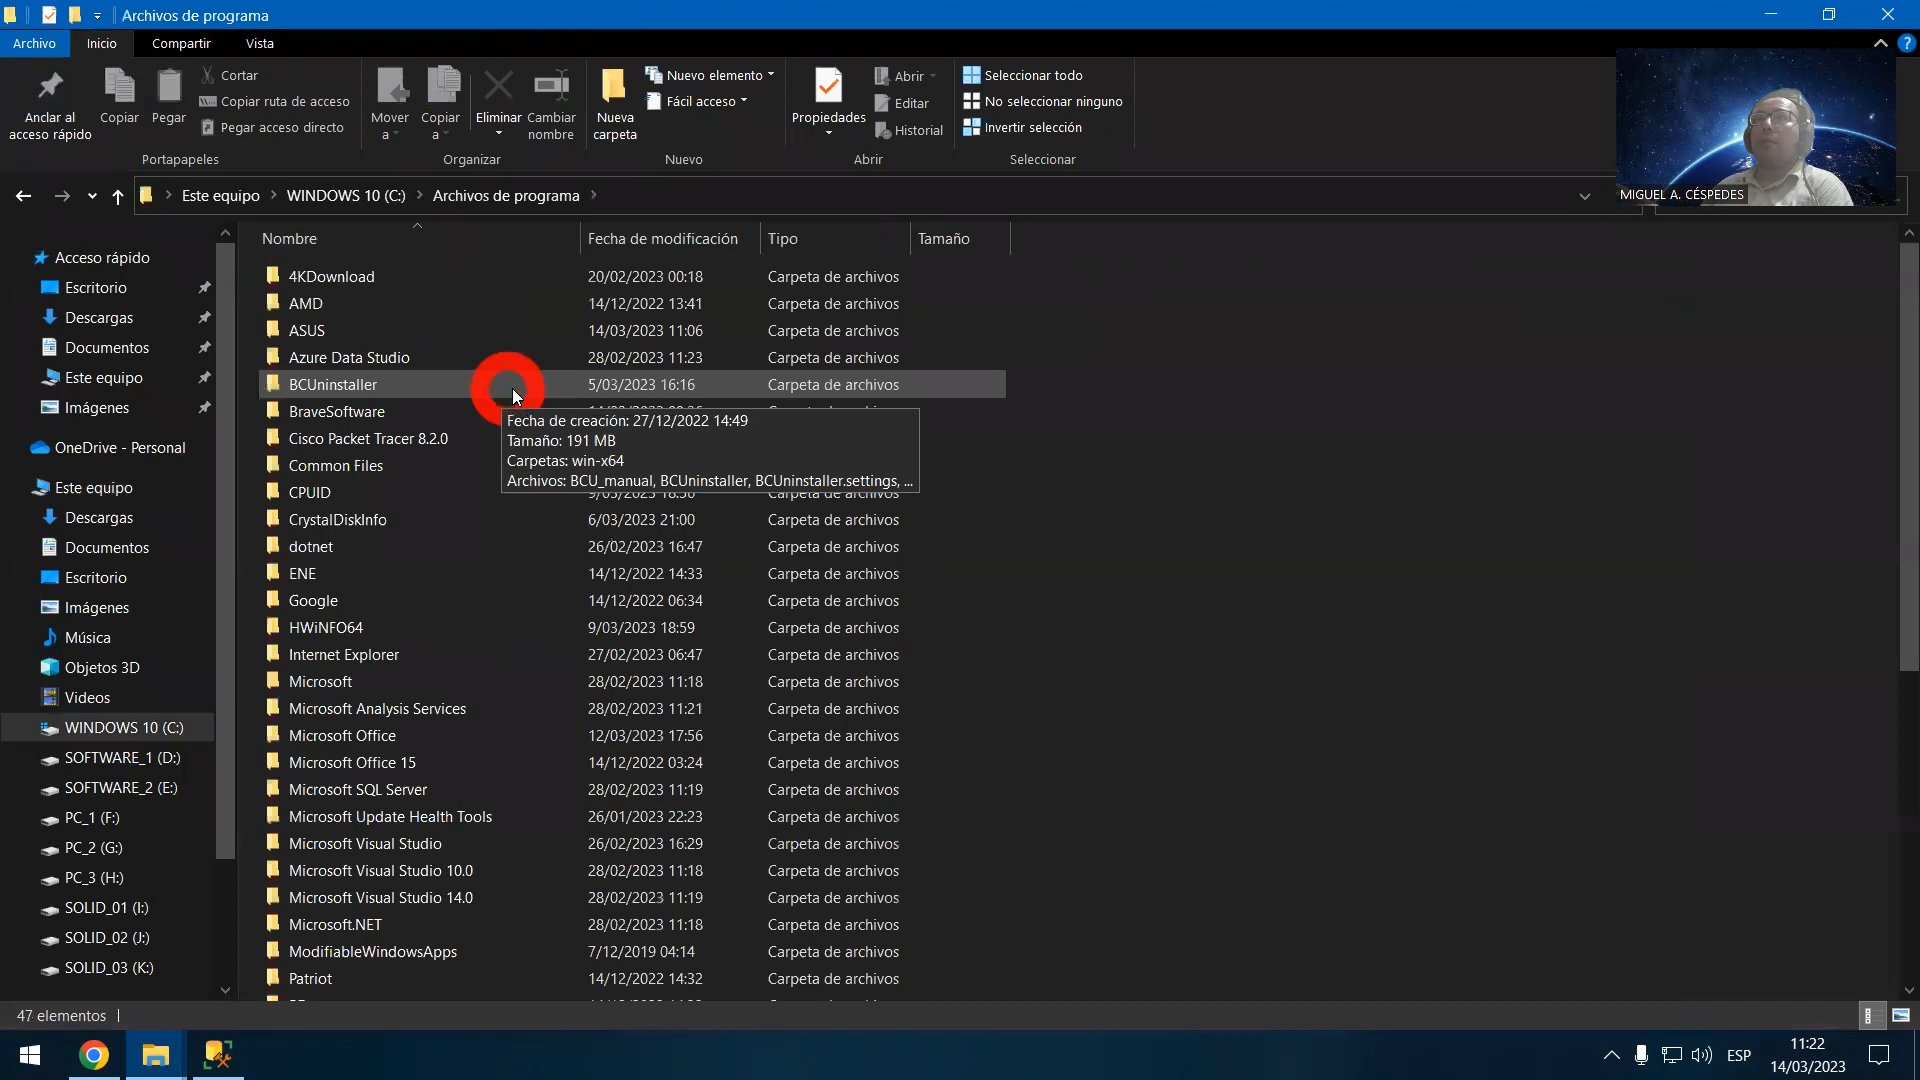 Archivos de programa
Archivo Inicio Compartir Vista
Anclar al acceso rápido
Copiar
Pegar
Cortar
Copiar ruta de acceso
Pegar acceso directo
Portapapeles
Mover a
Copiar a
Eliminar
Cambiar nombre
Organizar
Nueva carpeta
Nuevo elemento
Fácil acceso
Nuevo
Propiedades
Abrir
Editar
Historial
Abrir
Seleccionar todo
No seleccionar ninguno
Invertir selección
Seleccionar
MIGUEL A. CÉSPEDES
Este equipo WINDOWS 10 (C:) Archivos de programa
Acceso rápido
Escritorio
Descargas
Documentos
Este equipo
Imágenes
OneDrive - Personal
Este equipo
Descargas
Documentos
Escritorio
Imágenes
Música
Objetos 3D
Videos
WINDOWS 10 (C:)
SOFTWARE_1 (D:)
SOFTWARE_2 (E:)
PC_1 (F:)
PC_2 (G:)
PC_3 (H:)
SOLID_01 (I:)
SOLID_02 (J:)
SOLID_03 (K:)
Nombre Fecha de modificación Tipo Tamaño
4KDownload 20/02/2023 00:18 Carpeta de archivos
AMD 14/12/2022 13:41 Carpeta de archivos
ASUS 14/03/2023 11:06 Carpeta de archivos
Azure Data Studio 28/02/2023 11:23 Carpeta de archivos
BCUninstaller 5/03/2023 16:16 Carpeta de archivos
BraveSoftware
Cisco Packet Tracer 8.2.0
Common Files
CPUID 9/03/2023 18:50 Carpeta de archivos
Fecha de creación: 27/12/2022 14:49
Tamaño: 191 MB
Carpetas: win-x64
Archivos: BCU_manual, BCUninstaller, BCUninstaller.settings, ...
CrystalDiskInfo 6/03/2023 21:00 Carpeta de archivos
dotnet 26/02/2023 16:47 Carpeta de archivos
ENE 14/12/2022 14:33 Carpeta de archivos
Google 14/12/2022 06:34 Carpeta de archivos
HWiNFO64 9/03/2023 18:59 Carpeta de archivos
Internet Explorer 27/02/2023 06:47 Carpeta de archivos
Microsoft 28/02/2023 11:18 Carpeta de archivos
Microsoft Analysis Services 28/02/2023 11:21 Carpeta de archivos
Microsoft Office 12/03/2023 17:56 Carpeta de archivos
Microsoft Office 15 14/12/2022 03:24 Carpeta de archivos
Microsoft SQL Server 28/02/2023 11:19 Carpeta de archivos
Microsoft Update Health Tools 26/01/2023 22:23 Carpeta de archivos
Microsoft Visual Studio 26/02/2023 16:29 Carpeta de archivos
Microsoft Visual Studio 10.0 28/02/2023 11:18 Carpeta de archivos
Microsoft Visual Studio 14.0 28/02/2023 11:19 Carpeta de archivos
Microsoft.NET 28/02/2023 11:18 Carpeta de archivos
ModifiableWindowsApps 7/12/2019 04:14 Carpeta de archivos
Patriot 14/12/2022 14:32 Carpeta de archivos
47 elementos
ESP
11:22
14/03/2023